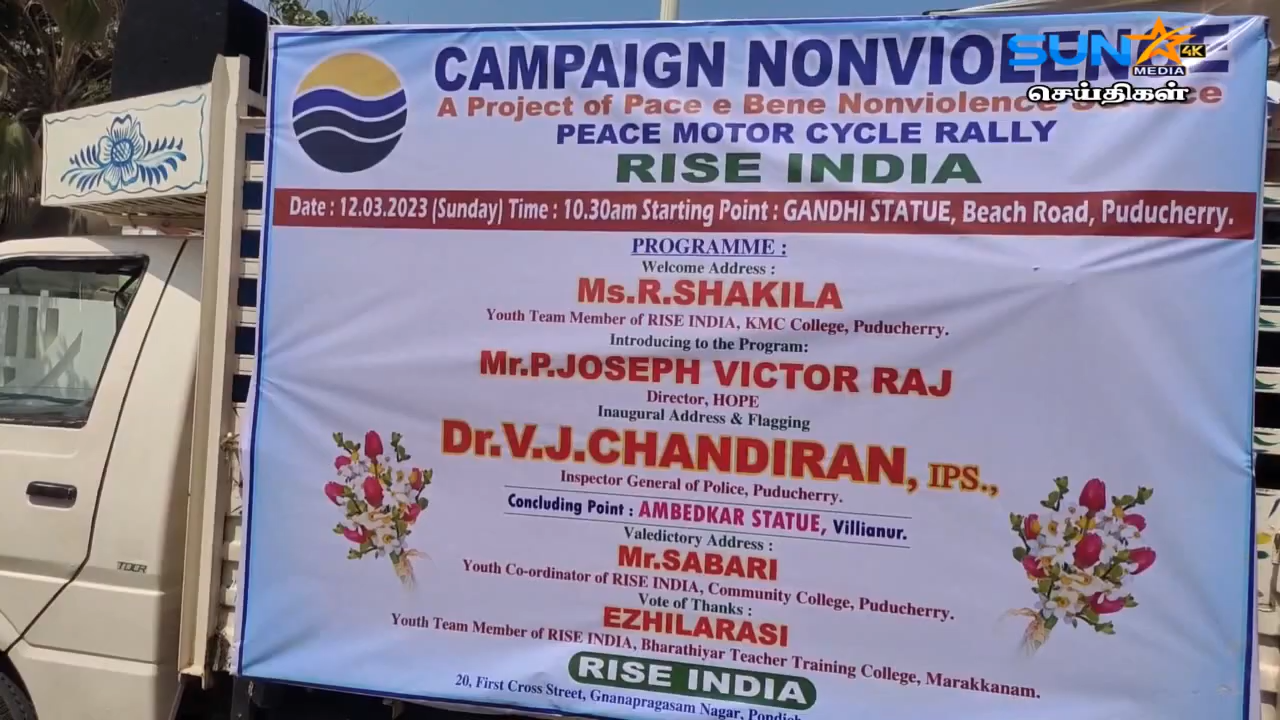 SUN MEDIA 4K
செய்திகள்
CAMPAIGN NONVIOLENCE
A Project of Pace e Bene Nonviolence
PEACE MOTOR CYCLE RALLY
RISE INDIA
Date : 12.03.2023 (Sunday) Time : 10.30am Starting Point : GANDHI STATUE, Beach Road, Puducherry.
PROGRAMME :
Welcome Address :
Ms.R.SHAKILA
Youth Team Member of RISE INDIA, KMC College, Puducherry.
Introducing to the Program:
Mr.P.JOSEPH VICTOR RAJ
Director, HOPE
Inaugural Address & Flagging
Dr.V.J.CHANDIRAN, IPS.,
Inspector General of Police, Puducherry.
Concluding Point : AMBEDKAR STATUE, Villianur.
Valedictory Address :
Mr.SABARI
Youth Co-ordinator of RISE INDIA, Community College, Puducherry.
Vote of Thanks :
EZHILARASI
Youth Team Member of RISE INDIA, Bharathiyar Teacher Training College, Marakkanam.
RISE INDIA
20, First Cross Street, Gnanapragasam Nagar,